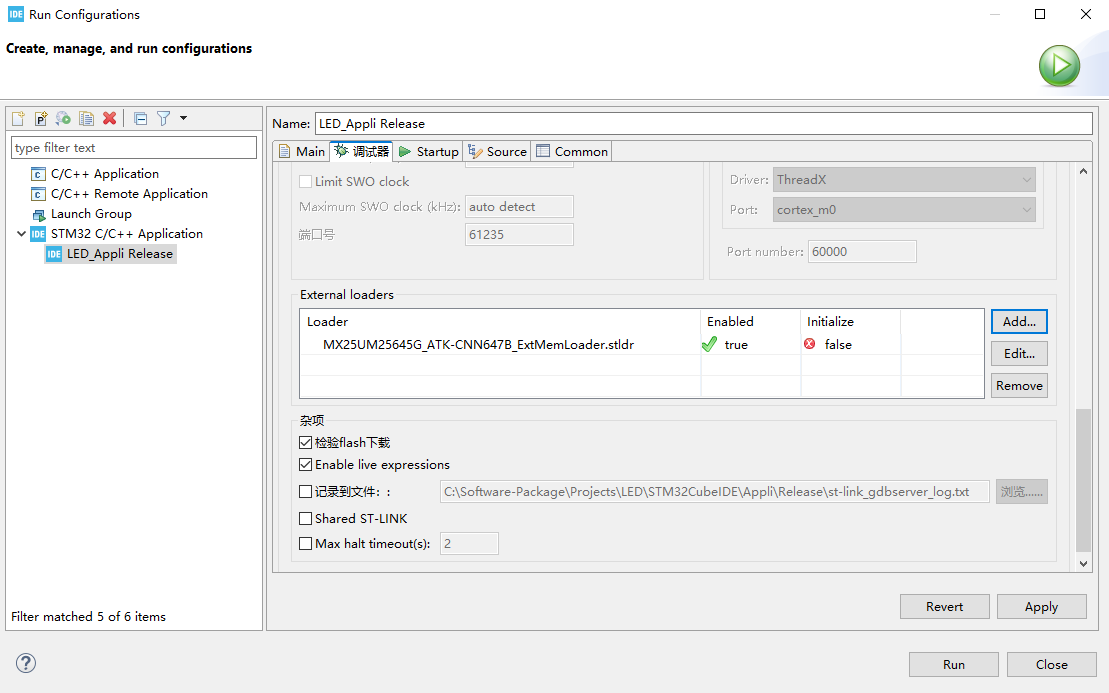 IDE Run Configurations
Create, manage, and run configurations
Name: LED_Appli Release
type filter text
C/C++ Application
C/C++ Remote Application
Launch Group
IDE STM32 C/C++ Application
IDE LED_Appli Release
Filter matched 5 of 6 items
Main 调试器 Startup Source Common
Limit SWO clock
Maximum SWO clock (kHz): auto detect
端口号 61235
Driver: ThreadX
Port: cortex_m0
Port number: 60000
External loaders
Loader Enabled Initialize
MX25UM25645G_ATK-CNN647B_ExtMemLoader.stldr true false
Add...
Edit...
Remove
杂项
检验flash下载
Enable live expressions
记录到文件：: C:\Software-Package\Projects\LED\STM32CubeIDE\Appli\Release\st-link_gdbserver_log.txt 浏览......
Shared ST-LINK
Max halt timeout(s): 2
Revert Apply
? Run Close